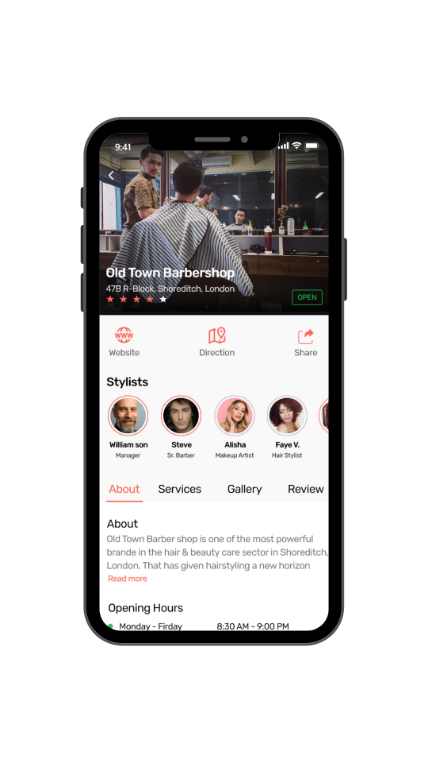 9:41
Old Town Barbershop
47B R-Block, Shoreditch, London
OPEN
WWW
Website Direction Share
Stylists
William son Steve Alisha Faye V.
Manager Sr. Barber Makeup Artist Hair Stylist
About Services Gallery Review
About
Old Town Barber shop is one of the most powerful
brande in the hair & beauty care sector in Shoreditch,
London. That has given hairstyling a new horizon
Read more
Opening Hours
Monday - Firday 8:30 AM - 9:00 PM